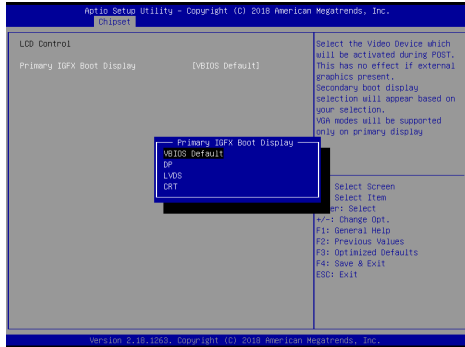 Aptio Setup Utility – Copyright (C) 2018 American Megatrends, Inc.
Chipset
LCD Control
Primary IGFX Boot Display [VBIOS Default]
Select the Video Device which
will be activated during POST.
This has no effect if external
graphics present.
Secondary boot display
selection will appear based on
your selection.
VGA modes will be supported
only on primary display
Primary IGFX Boot Display
VBIOS Default
DP
LVDS
CRT
Select Screen
Select Item
er: Select
+/-: Change Opt.
F1: General Help
F2: Previous Values
F3: Optimized Defaults
F4: Save & Exit
ESC: Exit
Version 2.18.1263. Copyright (C) 2018 American Megatrends, Inc.